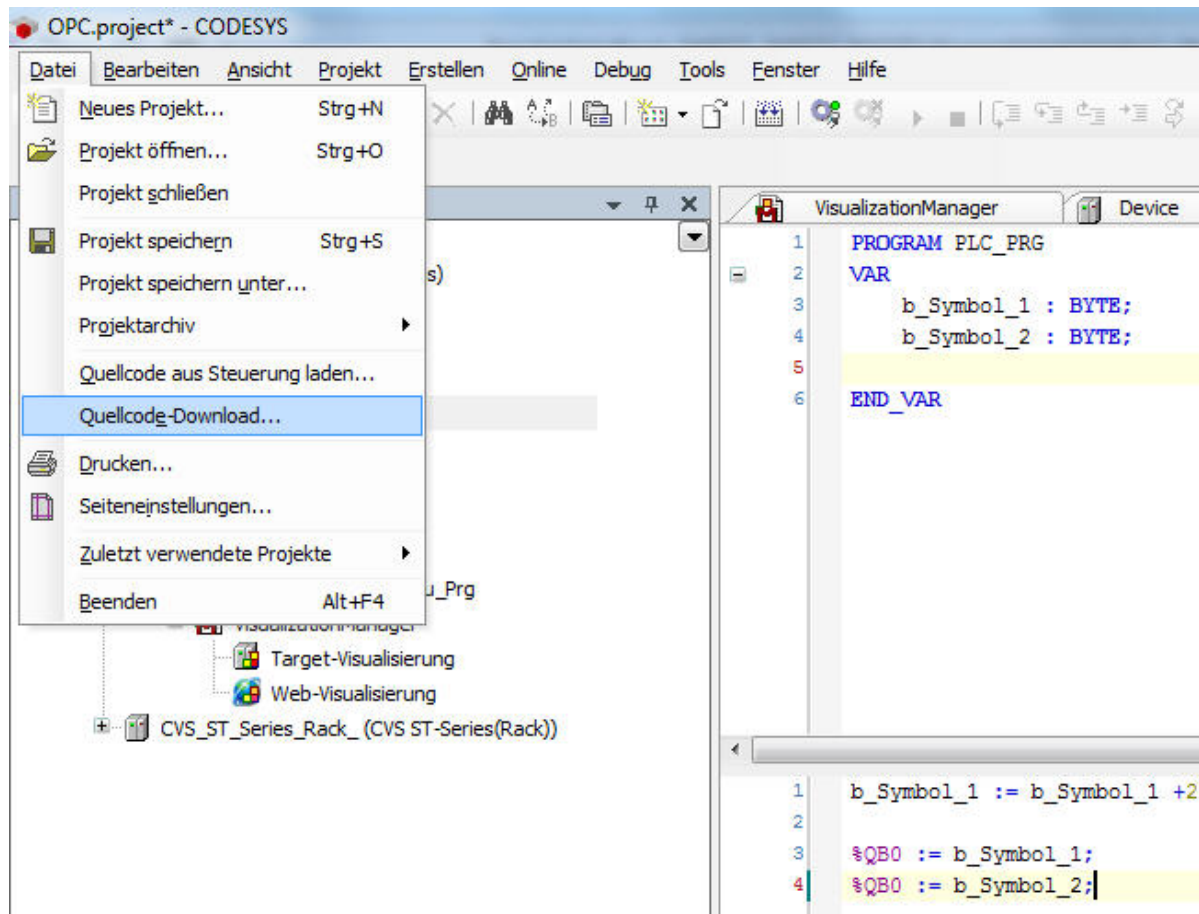 OPC.project* - CODESYS
Datei Bearbeiten Ansicht Projekt Erstellen Online Debug Tools Fenster Hilfe
Neues Projekt... Strg+N
Projekt öffnen... Strg+O
Projekt schließen
Projekt speichern Strg+S
Projekt speichern unter...
Projektarchiv
Quellcode aus Steuerung laden...
Quellcode-Download...
Drucken...
Seiteneinstellungen...
Zuletzt verwendete Projekte
Beenden Alt+F4
s)
u_Prg
VisualizationManager
Target-Visualisierung
Web-Visualisierung
CVS_ST_Series_Rack_ (CVS ST-Series(Rack))
VisualizationManager Device
1 PROGRAM PLC_PRG
2 VAR
3 b_Symbol_1 : BYTE;
4 b_Symbol_2 : BYTE;
5
6 END_VAR
1 b_Symbol_1 := b_Symbol_1 +2
2
3 %QB0 := b_Symbol_1;
4 %QB0 := b_Symbol_2;